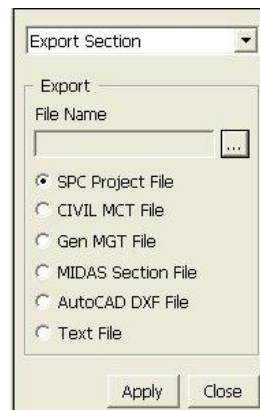 Export Section
Export
File Name
...
SPC Project File
CIVIL MCT File
Gen MGT File
MIDAS Section File
AutoCAD DXF File
Text File
Apply Close